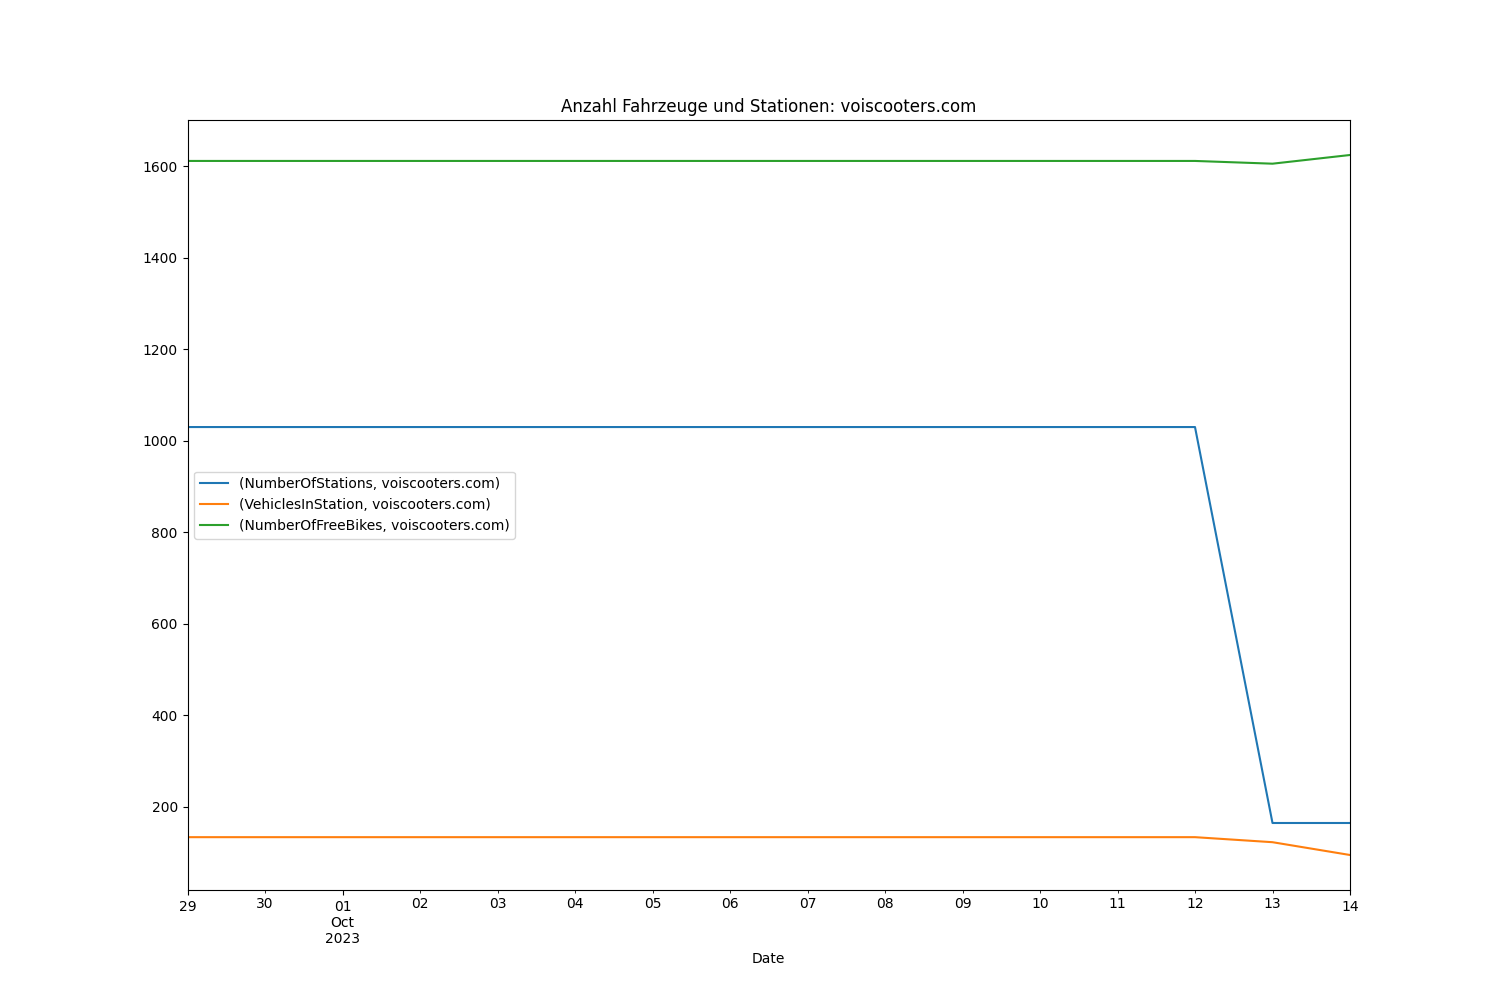 Anzahl Fahrzeuge und Stationen: voiscooters.com
1600
1400
1200
1000
800
600
400
200
(NumberOfStations, voiscooters.com)
(VehiclesInStation, voiscooters.com)
(NumberOfFreeBikes, voiscooters.com)
29 30 01 02 03 04 05 06 07 08 09 10 11 12 13 14
Oct
2023
Date